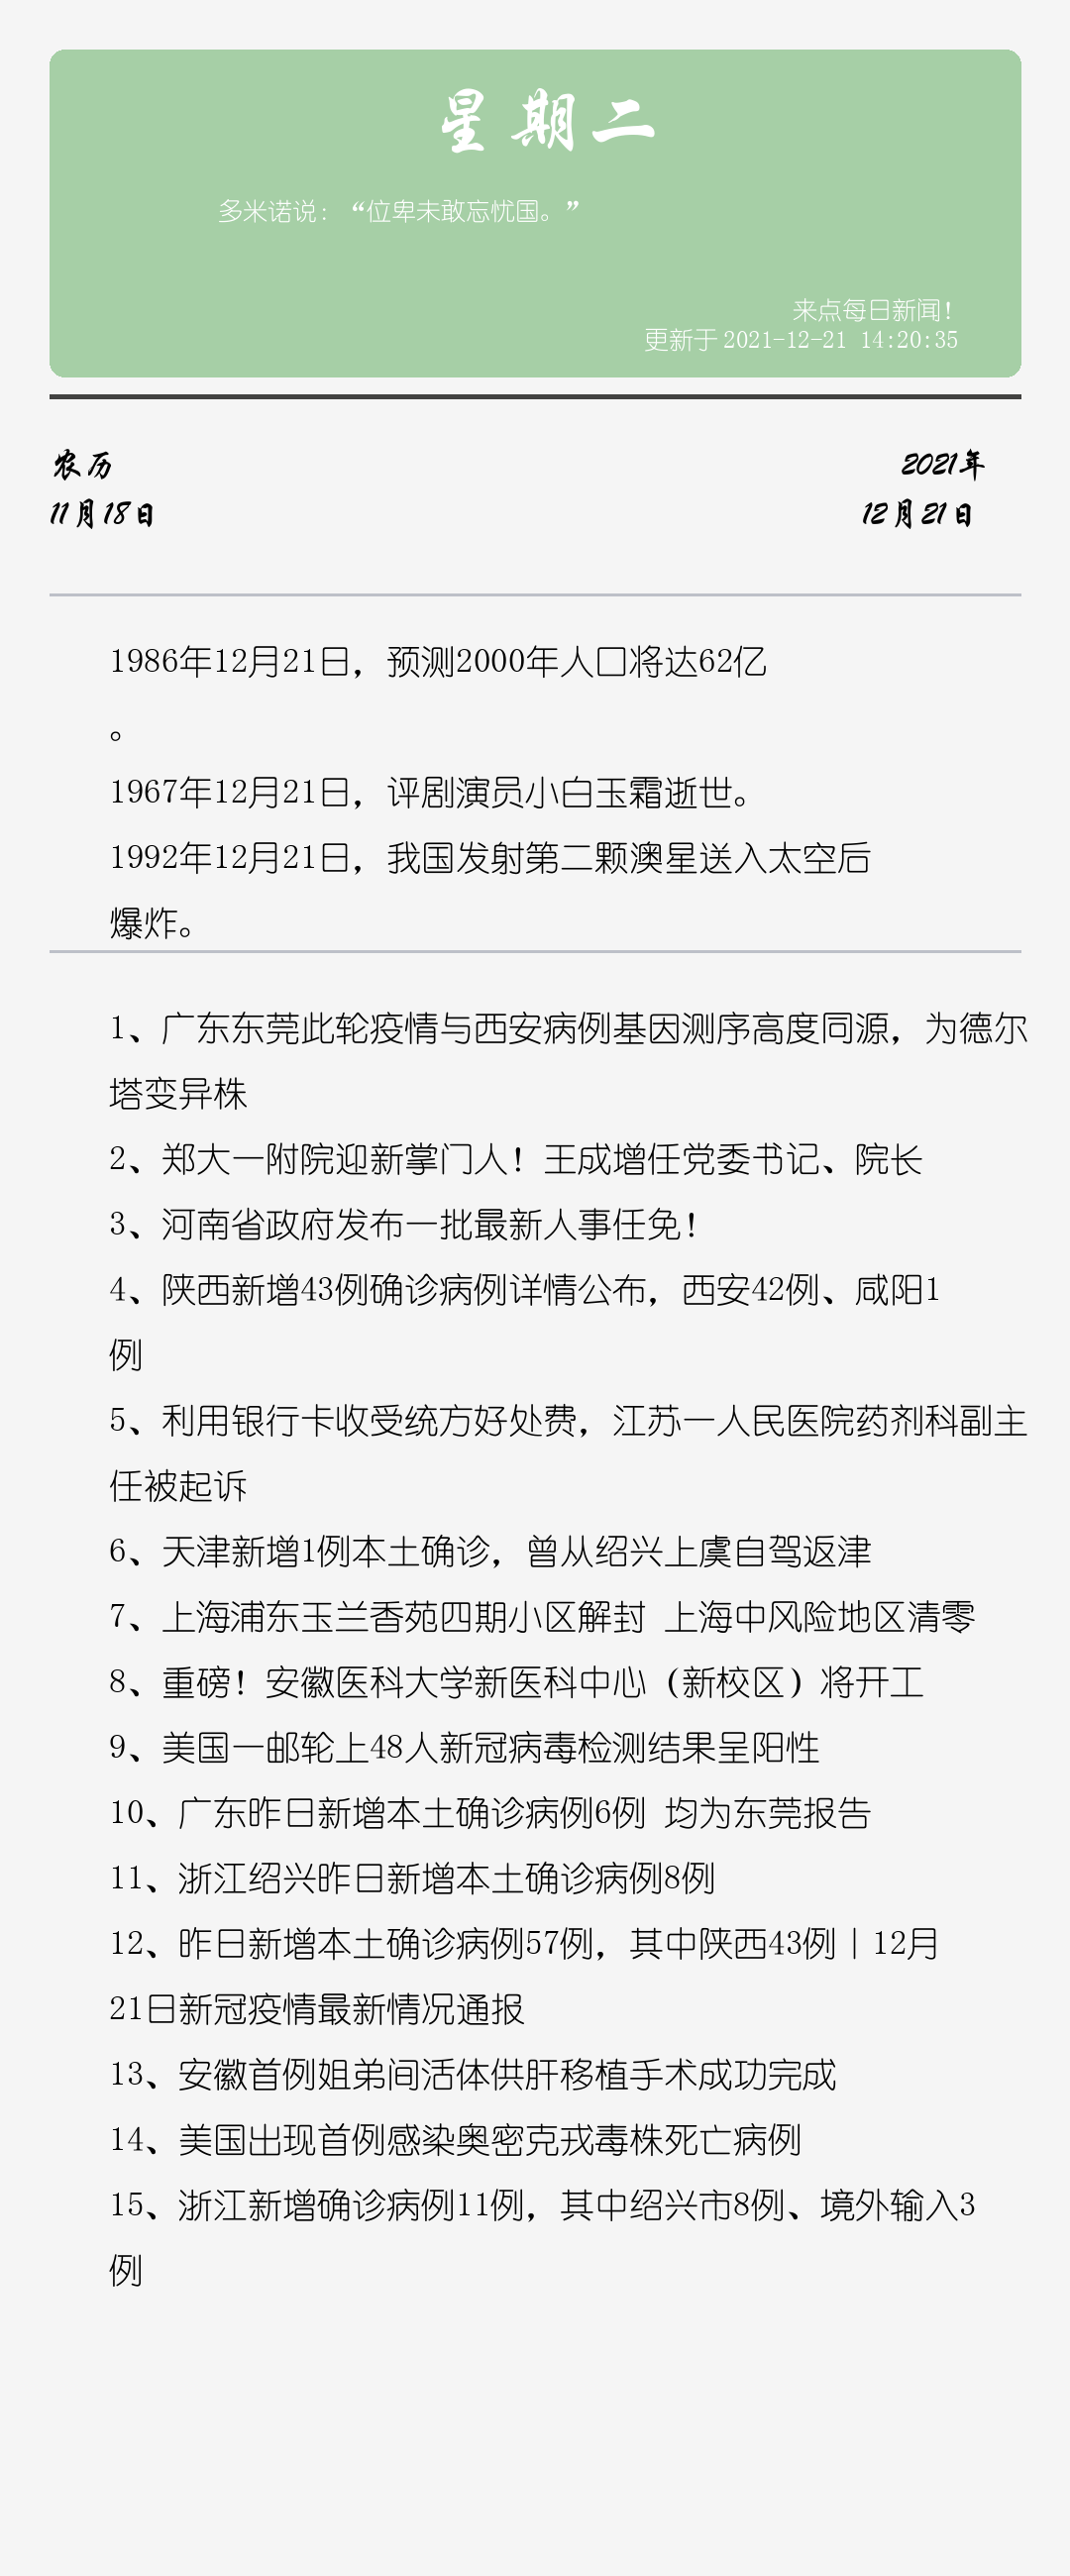 星期二
多米诺说：“位卑未敢忘忧国。”
来点每日新闻！
更新于 2021-12-21 14:20:35
农历
2021年
11月18日
12月21日
1986年12月21日，预测2000年人口将达62亿
。
1967年12月21日，评剧演员小白玉霜逝世。
1992年12月21日，我国发射第二颗澳星送入太空后
爆炸。
1、广东东莞此轮疫情与西安病例基因测序高度同源，为德尔
塔变异株
2、郑大一附院迎新掌门人！王成增任党委书记、院长
3、河南省政府发布一批最新人事任免！
4、陕西新增43例确诊病例详情公布，西安42例、咸阳1
例
5、利用银行卡收受统方好处费，江苏一人民医院药剂科副主
任被起诉
6、天津新增1例本土确诊，曾从绍兴上虞自驾返津
7、上海浦东玉兰香苑四期小区解封 上海中风险地区清零
8、重磅！安徽医科大学新医科中心（新校区）将开工
9、美国一邮轮上48人新冠病毒检测结果呈阳性
10、广东昨日新增本土确诊病例6例 均为东莞报告
11、浙江绍兴昨日新增本土确诊病例8例
12、昨日新增本土确诊病例57例，其中陕西43例丨12月
21日新冠疫情最新情况通报
13、安徽首例姐弟间活体供肝移植手术成功完成
14、美国出现首例感染奥密克戎毒株死亡病例
15、浙江新增确诊病例11例，其中绍兴市8例、境外输入3
例